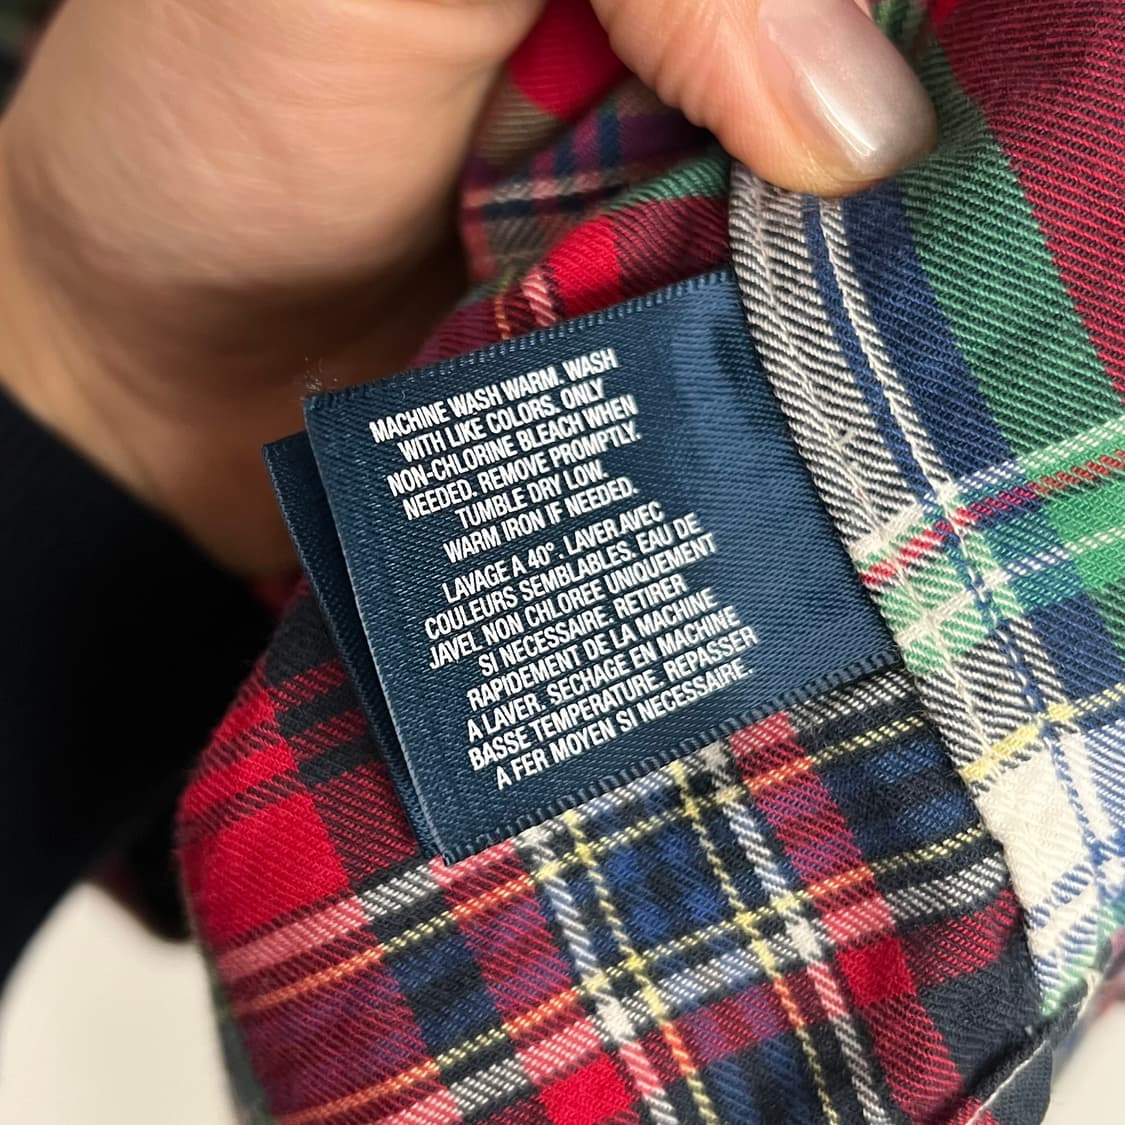 MACHINE WASH WARM. WASH
WITH LIKE COLORS. ONLY
NON-CHLORINE BLEACH WHEN
NEEDED. REMOVE PROMPTLY.
TUMBLE DRY LOW.
WARM IRON IF NEEDED.
LAVAGE A 40°. LAVER AVEC
COULEURS SEMBLABLES. EAU DE
JAVEL NON CHLOREE UNIQUEMENT
SI NECESSAIRE. RETIRER
RAPIDEMENT DE LA MACHINE
A LAVER. SECHAGE EN MACHINE
BASSE TEMPERATURE. REPASSER
A FER MOYEN SI NECESSAIRE.